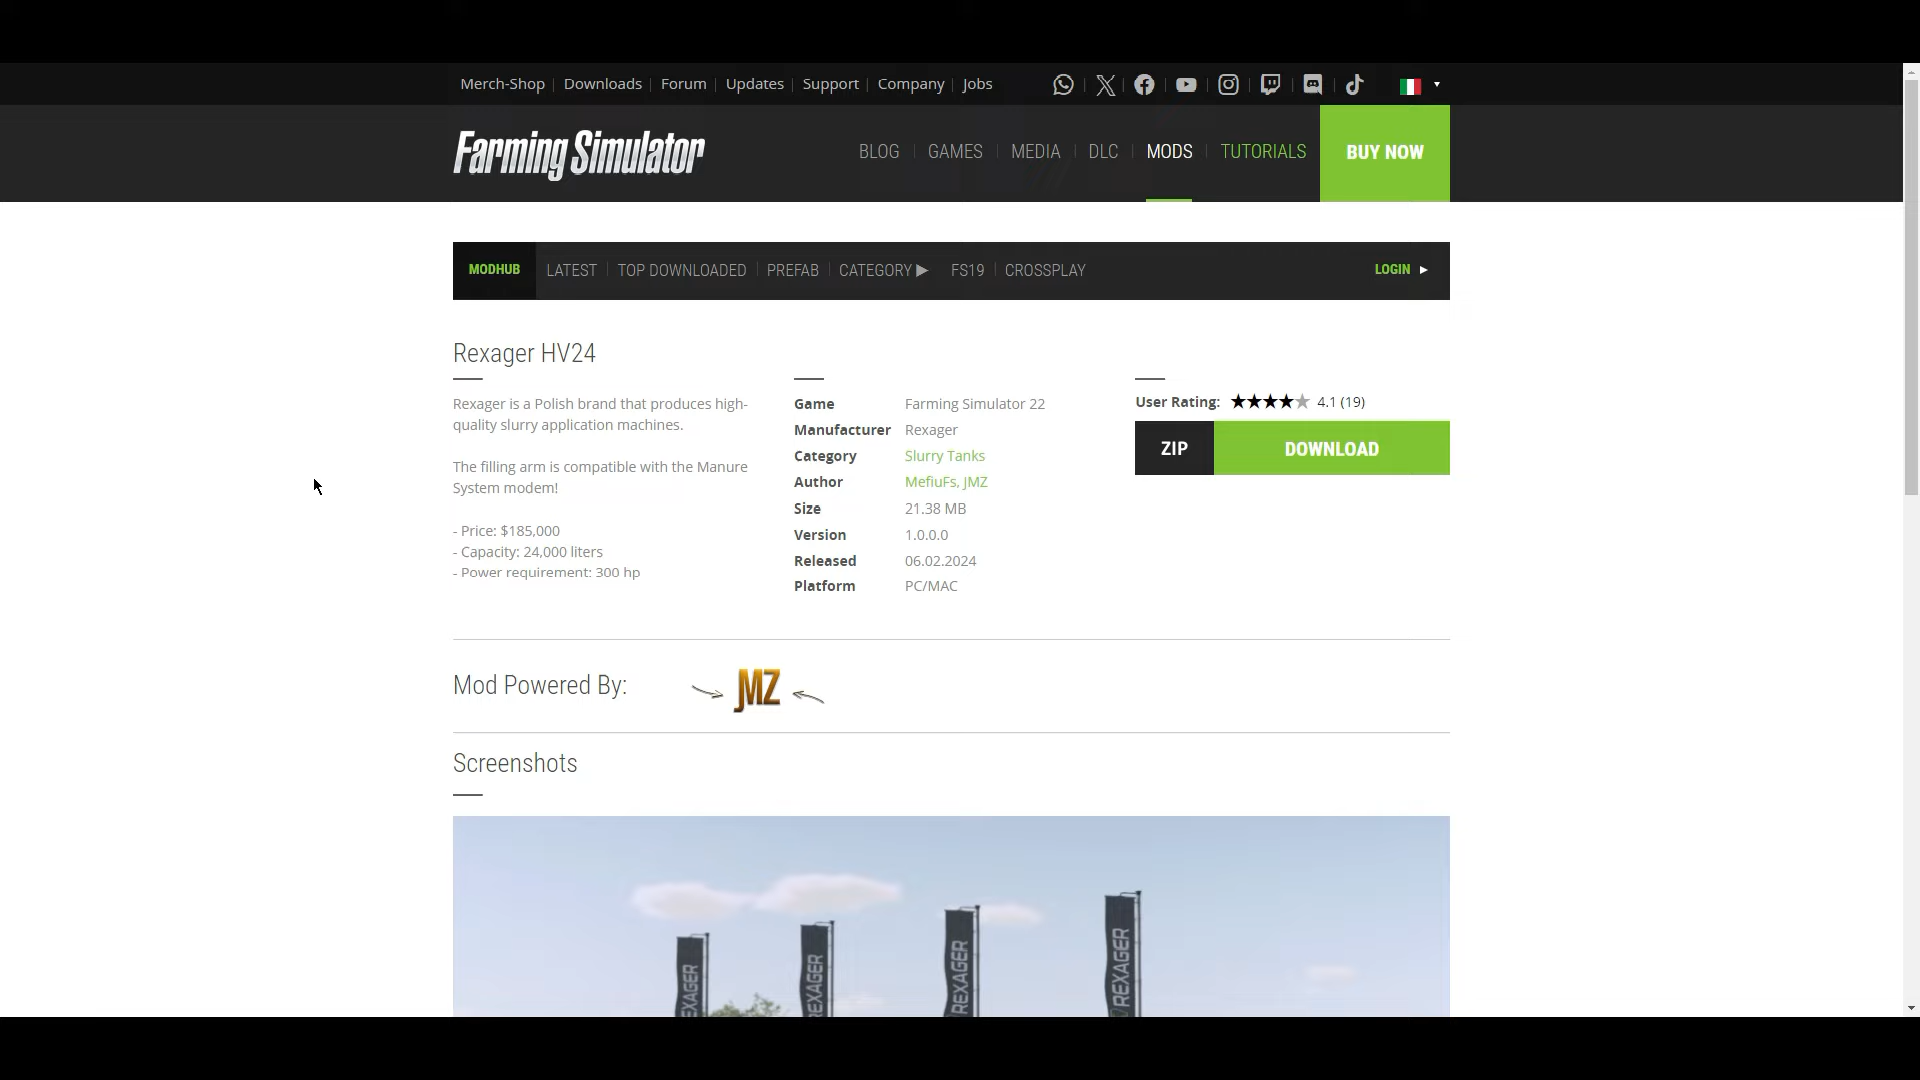 Merch-Shop Downloads Forum Updates Support Company Jobs
Farming Simulator BLOG GAMES MEDIA DLC MODS TUTORIALS BUY NOW
MODHUB LATEST TOP DOWNLOADED PREFAB CATEGORY ▶ FS19 CROSSPLAY LOGIN ▶
Rexager HV24
Rexager is a Polish brand that produces high-
quality slurry application machines.
The filling arm is compatible with the Manure
System modem!
- Price: $185,000
- Capacity: 24,000 liters
- Power requirement: 300 hp
Game Farming Simulator 22
Manufacturer Rexager
Category Slurry Tanks
Author MefiuFs, JMZ
Size 21.38 MB
Version 1.0.0.0
Released 06.02.2024
Platform PC/MAC
User Rating: 4.1 (19)
ZIP DOWNLOAD
Mod Powered By: JMZ
Screenshots
EXAGER
REXAGER
REXAGER
REXAGER